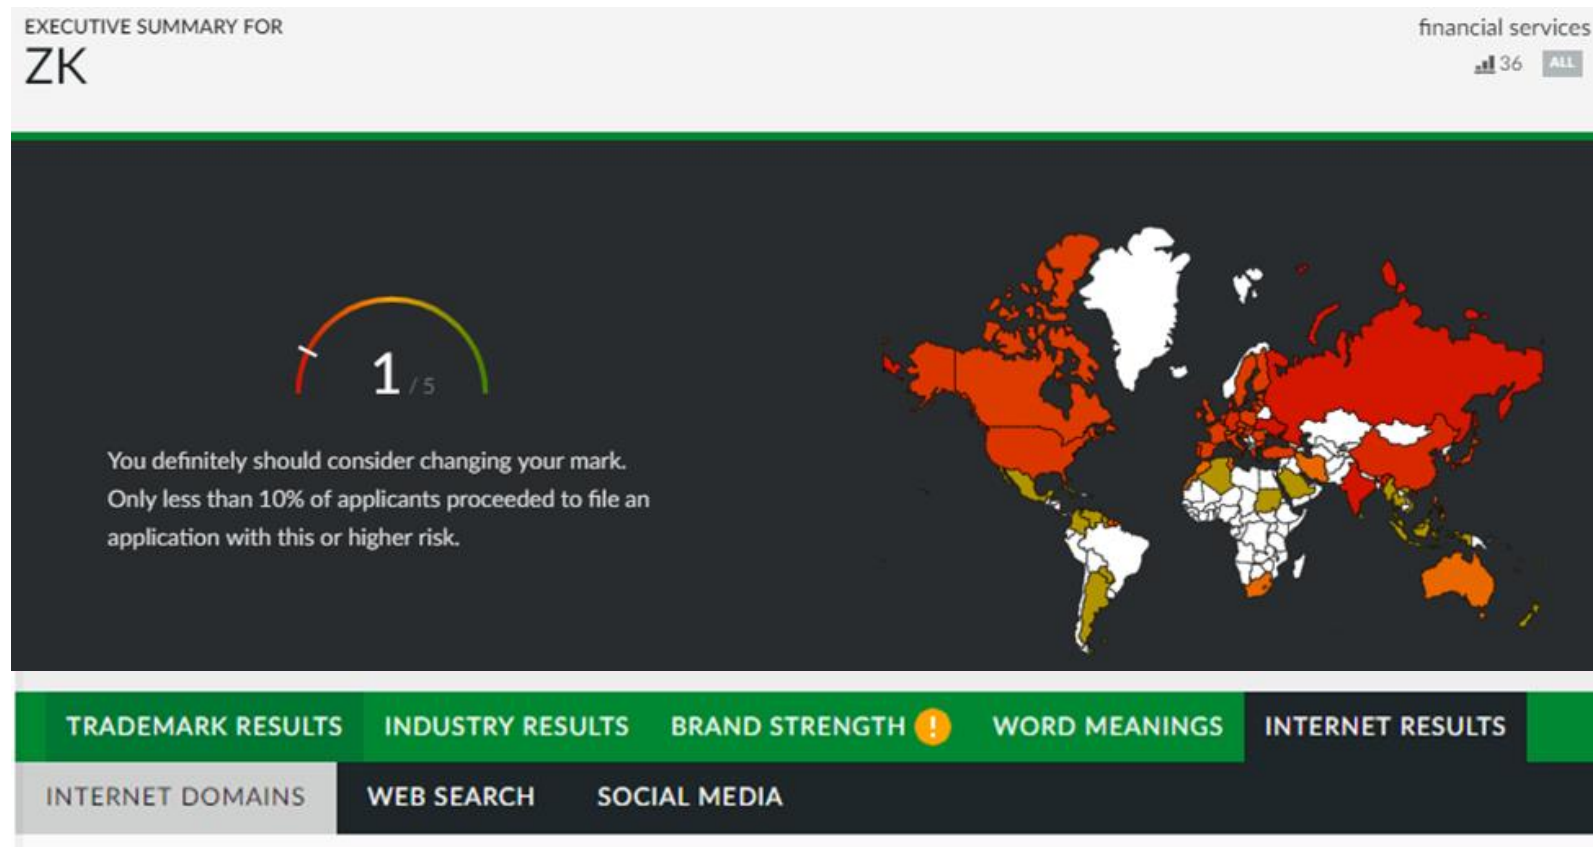 EXECUTIVE SUMMARY FOR
ZK
financial services
36 ALL
1 / 5
You definitely should consider changing your mark.
Only less than 10% of applicants proceeded to file an
application with this or higher risk.
TRADEMARK RESULTS INDUSTRY RESULTS BRAND STRENGTH ! WORD MEANINGS INTERNET RESULTS
INTERNET DOMAINS WEB SEARCH SOCIAL MEDIA